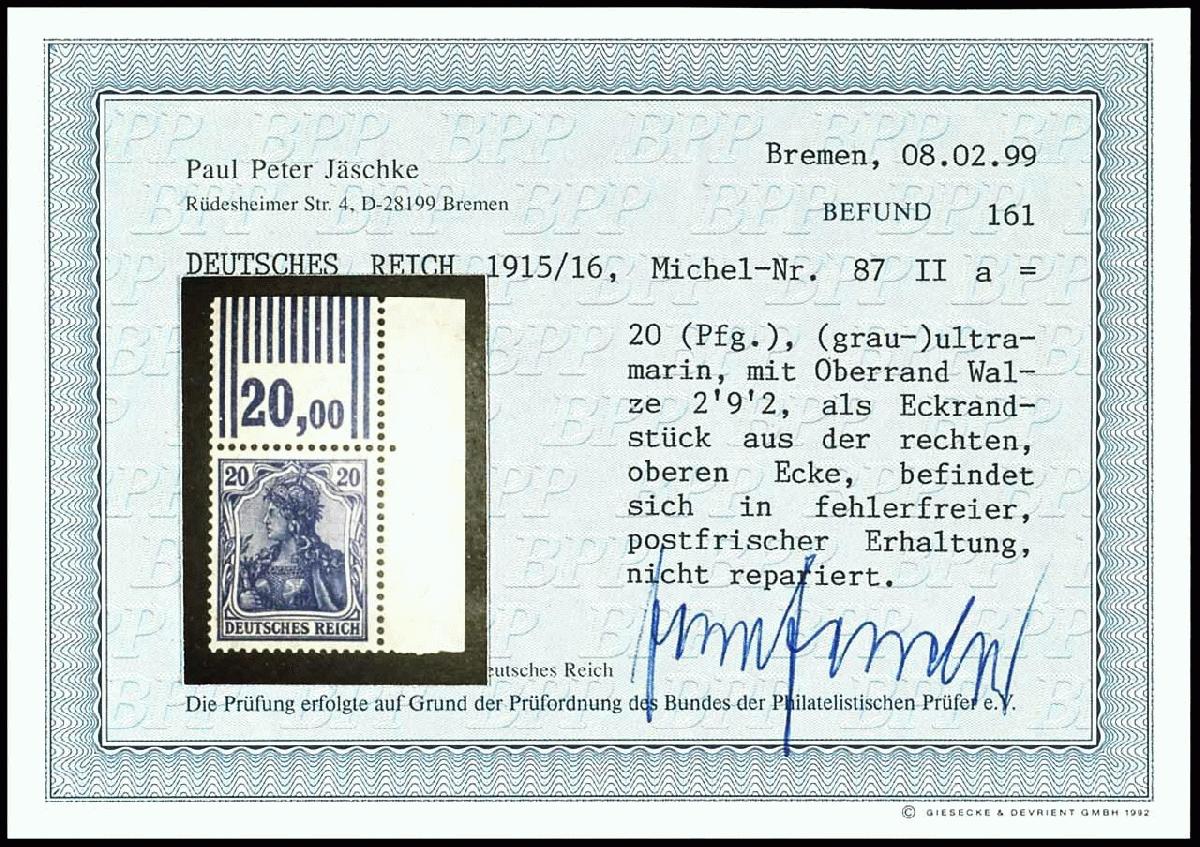 Paul Peter Jäschke
Rüdesheimer Str. 4, D-28199 Bremen
Bremen, 08.02.99
BEFUND 161
DEUTSCHES REICH 1915/16, Michel-Nr. 87 II a =
20 (Pfg.), (grau-)ultra-
marin, mit Oberrand Wal-
ze 2'9'2, als Eckrand-
stück aus der rechten,
oberen Ecke, befindet
sich in fehlerfreier,
postfrischer Erhaltung,
nicht repariert.
20,00
20 20
DEUTSCHES REICH
eutsches Reich
Die Prüfung erfolgte auf Grund der Prüfordnung des Bundes der Philatelistischen Prüfer e.V.
© GIESECKE & DEVRIENT GMBH 1992
BPP